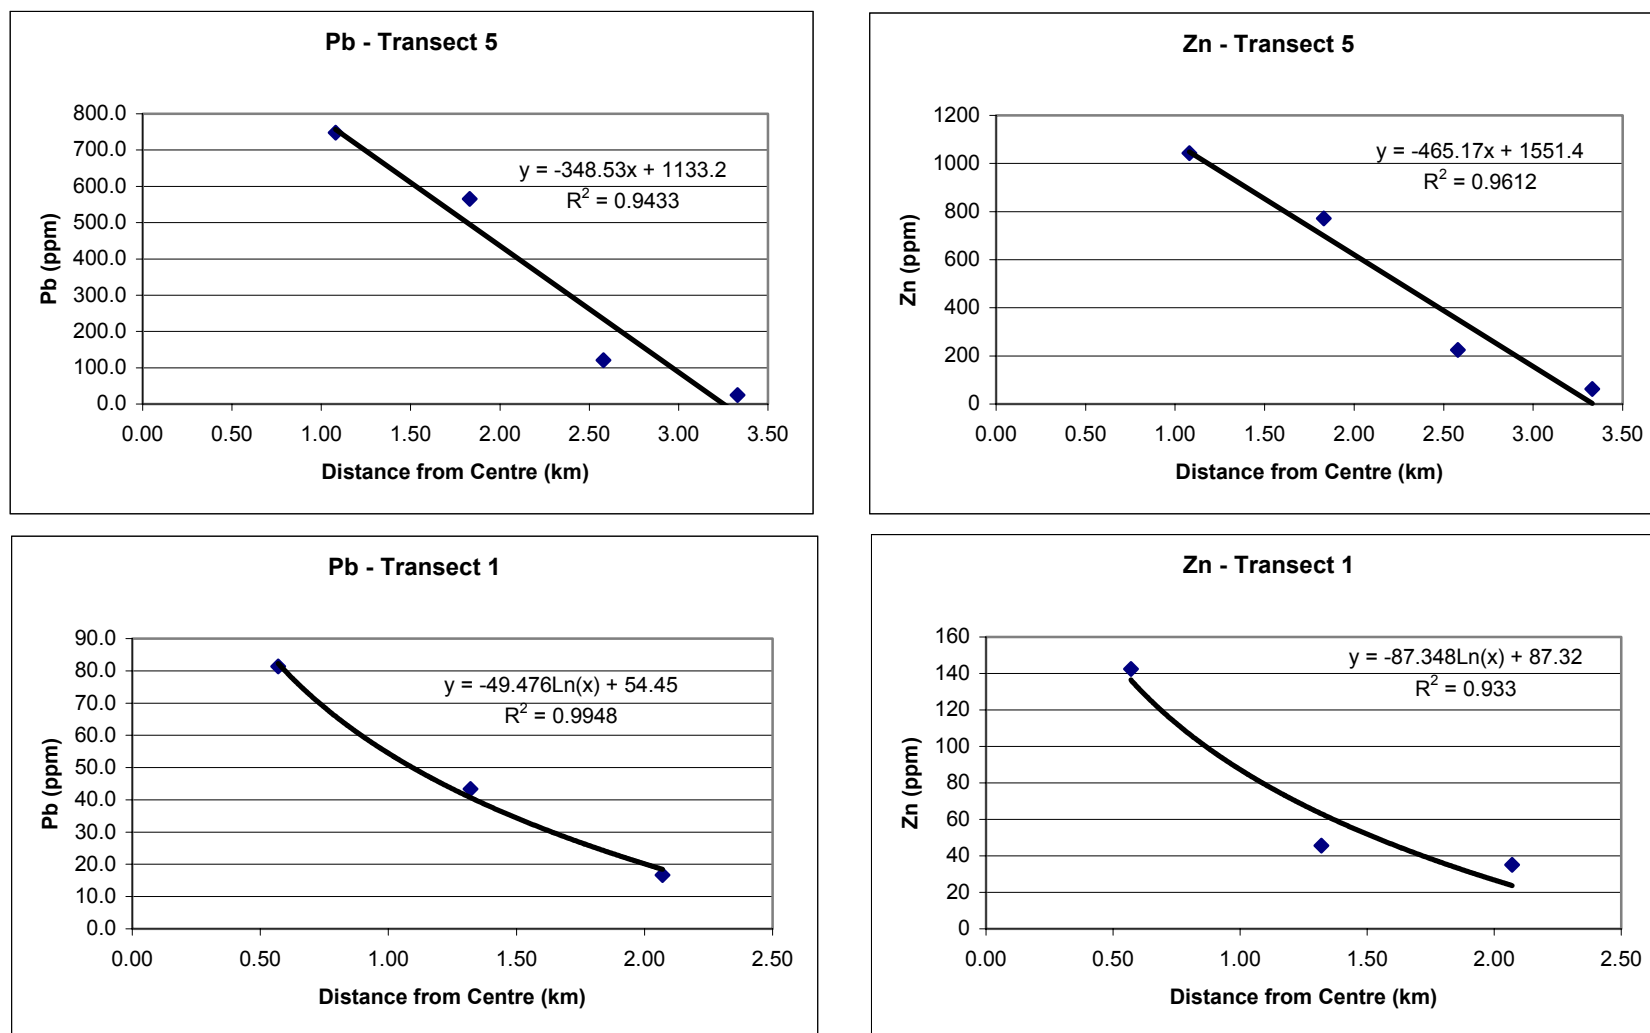 Pb - Transect 5
800.0
700.0
600.0
500.0
400.0
300.0
200.0
100.0
0.0
Pb (ppm)
y = -348.53x + 1133.2
R² = 0.9433
0.00 0.50 1.00 1.50 2.00 2.50 3.00 3.50
Distance from Centre (km)
Zn - Transect 5
1200
1000
800
600
400
200
0
Zn (ppm)
y = -465.17x + 1551.4
R² = 0.9612
0.00 0.50 1.00 1.50 2.00 2.50 3.00 3.50
Distance from Centre (km)
Pb - Transect 1
90.0
80.0
70.0
60.0
50.0
40.0
30.0
20.0
10.0
0.0
Pb (ppm)
y = -49.476Ln(x) + 54.45
R² = 0.9948
0.00 0.50 1.00 1.50 2.00 2.50
Distance from Centre (km)
Zn - Transect 1
160
140
120
100
80
60
40
20
0
Zn (ppm)
y = -87.348Ln(x) + 87.32
R² = 0.933
0.00 0.50 1.00 1.50 2.00 2.50
Distance from Centre (km)